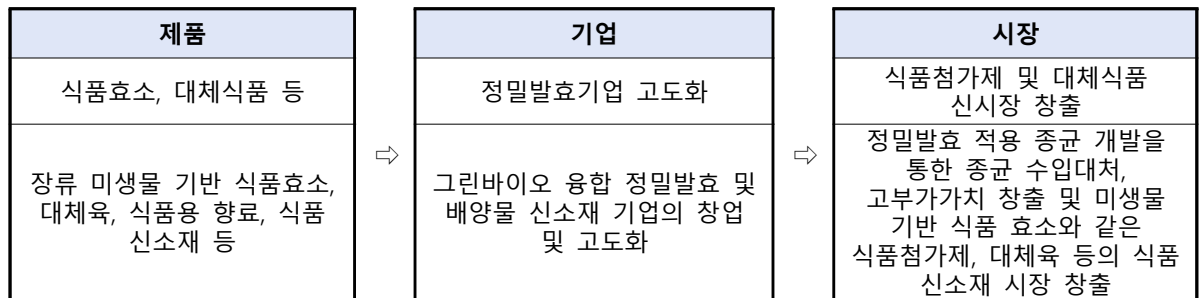 제품
식품효소, 대체식품 등
장류 미생물 기반 식품효소,
대체육, 식품용 향료, 식품
신소재 등
⇨
기업
정밀발효기업 고도화
그린바이오 융합 정밀발효 및
배양물 신소재 기업의 창업
및 고도화
⇨
시장
식품첨가제 및 대체식품
신시장 창출
정밀발효 적용 종균 개발을
통한 종균 수입대처,
고부가가치 창출 및 미생물
기반 식품 효소와 같은
식품첨가제, 대체육 등의 식품
신소재 시장 창출